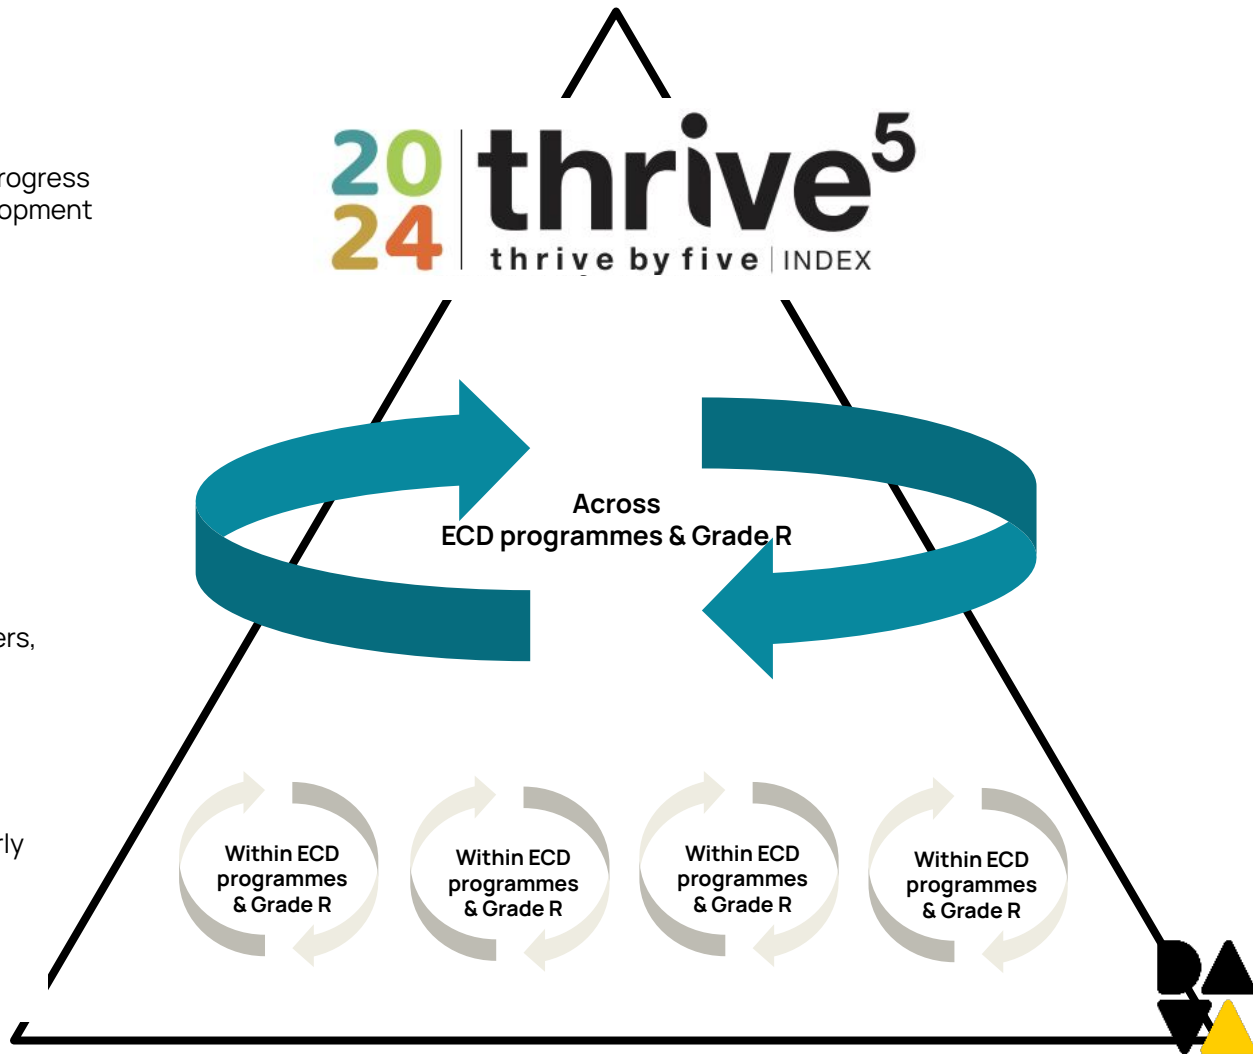 20
24
thrive5
thrive by five | INDEX
rogress
opment
Across
ECD programmes & Grade R
ers,
rly
Within ECD
programmes
& Grade R
Within ECD
programmes
& Grade R
Within ECD
programmes
& Grade R
Within ECD
programmes
& Grade R